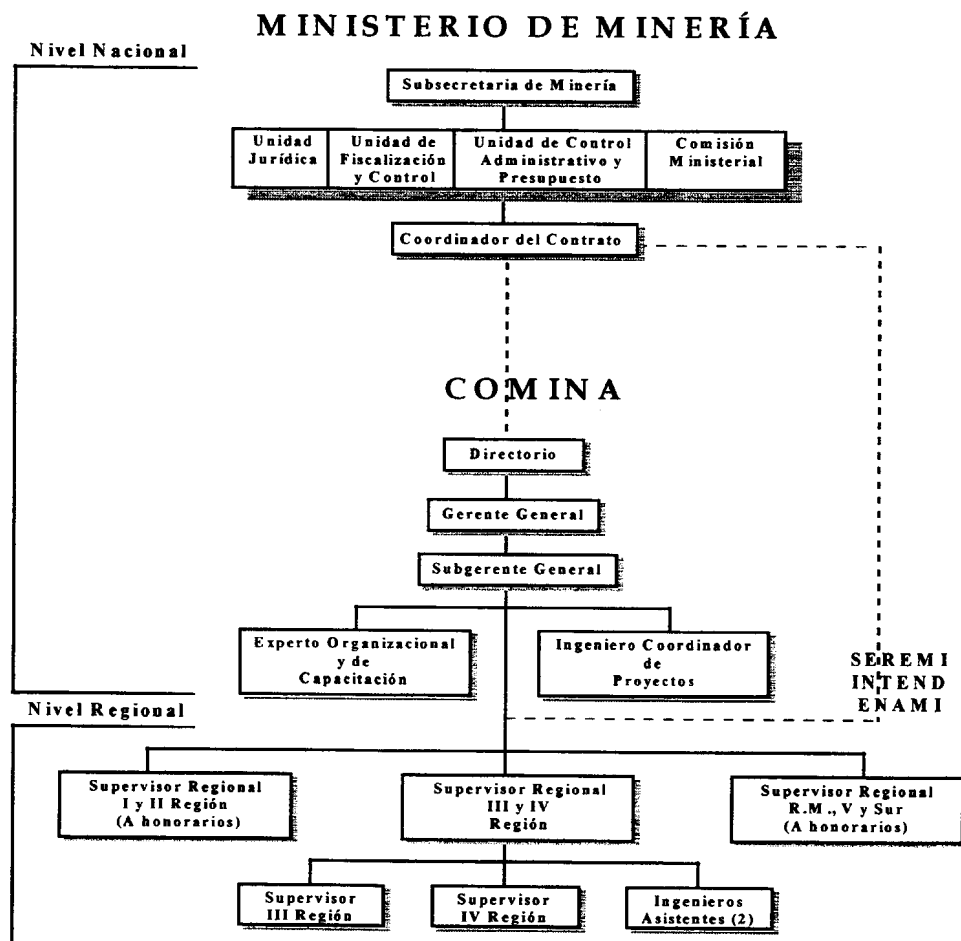 MINISTERIO DE MINERÍA
Nivel Nacional
Subsecretaria de Minería
Unidad
Jurídica
Unidad de
Fiscalización
y Control
Unidad de Control
Administrativo y
Presupuesto
Comisión
Ministerial
Coordinador del Contrato
COMINA
Directorio
Gerente General
Subgerente General
Experto Organizacional
y de
Capacitación
Ingeniero Coordinador
de
Proyectos
SEREMI
INTEND
ENAMI
Nivel Regional
Supervisor Regional
I y II Región
(A honorarios)
Supervisor Regional
III y IV
Región
Supervisor Regional
R.M., V y Sur
(A honorarios)
Supervisor
III Región
Supervisor
IV Región
Ingenieros
Asistentes (2)